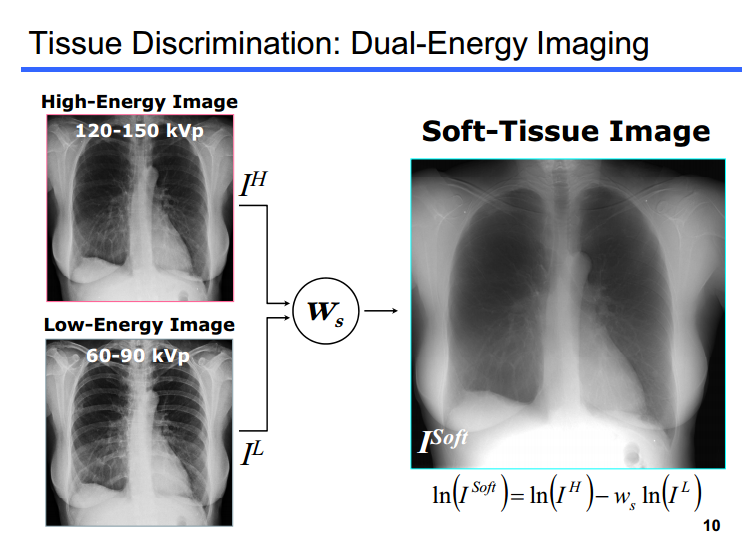 Tissue Discrimination: Dual-Energy Imaging
High-Energy Image
120-150 kVp
I^H
Low-Energy Image
60-90 kVp
I^L
w_s
Soft-Tissue Image
I^Soft
ln(I^Soft) = ln(I^H) − w_s ln(I^L)
10